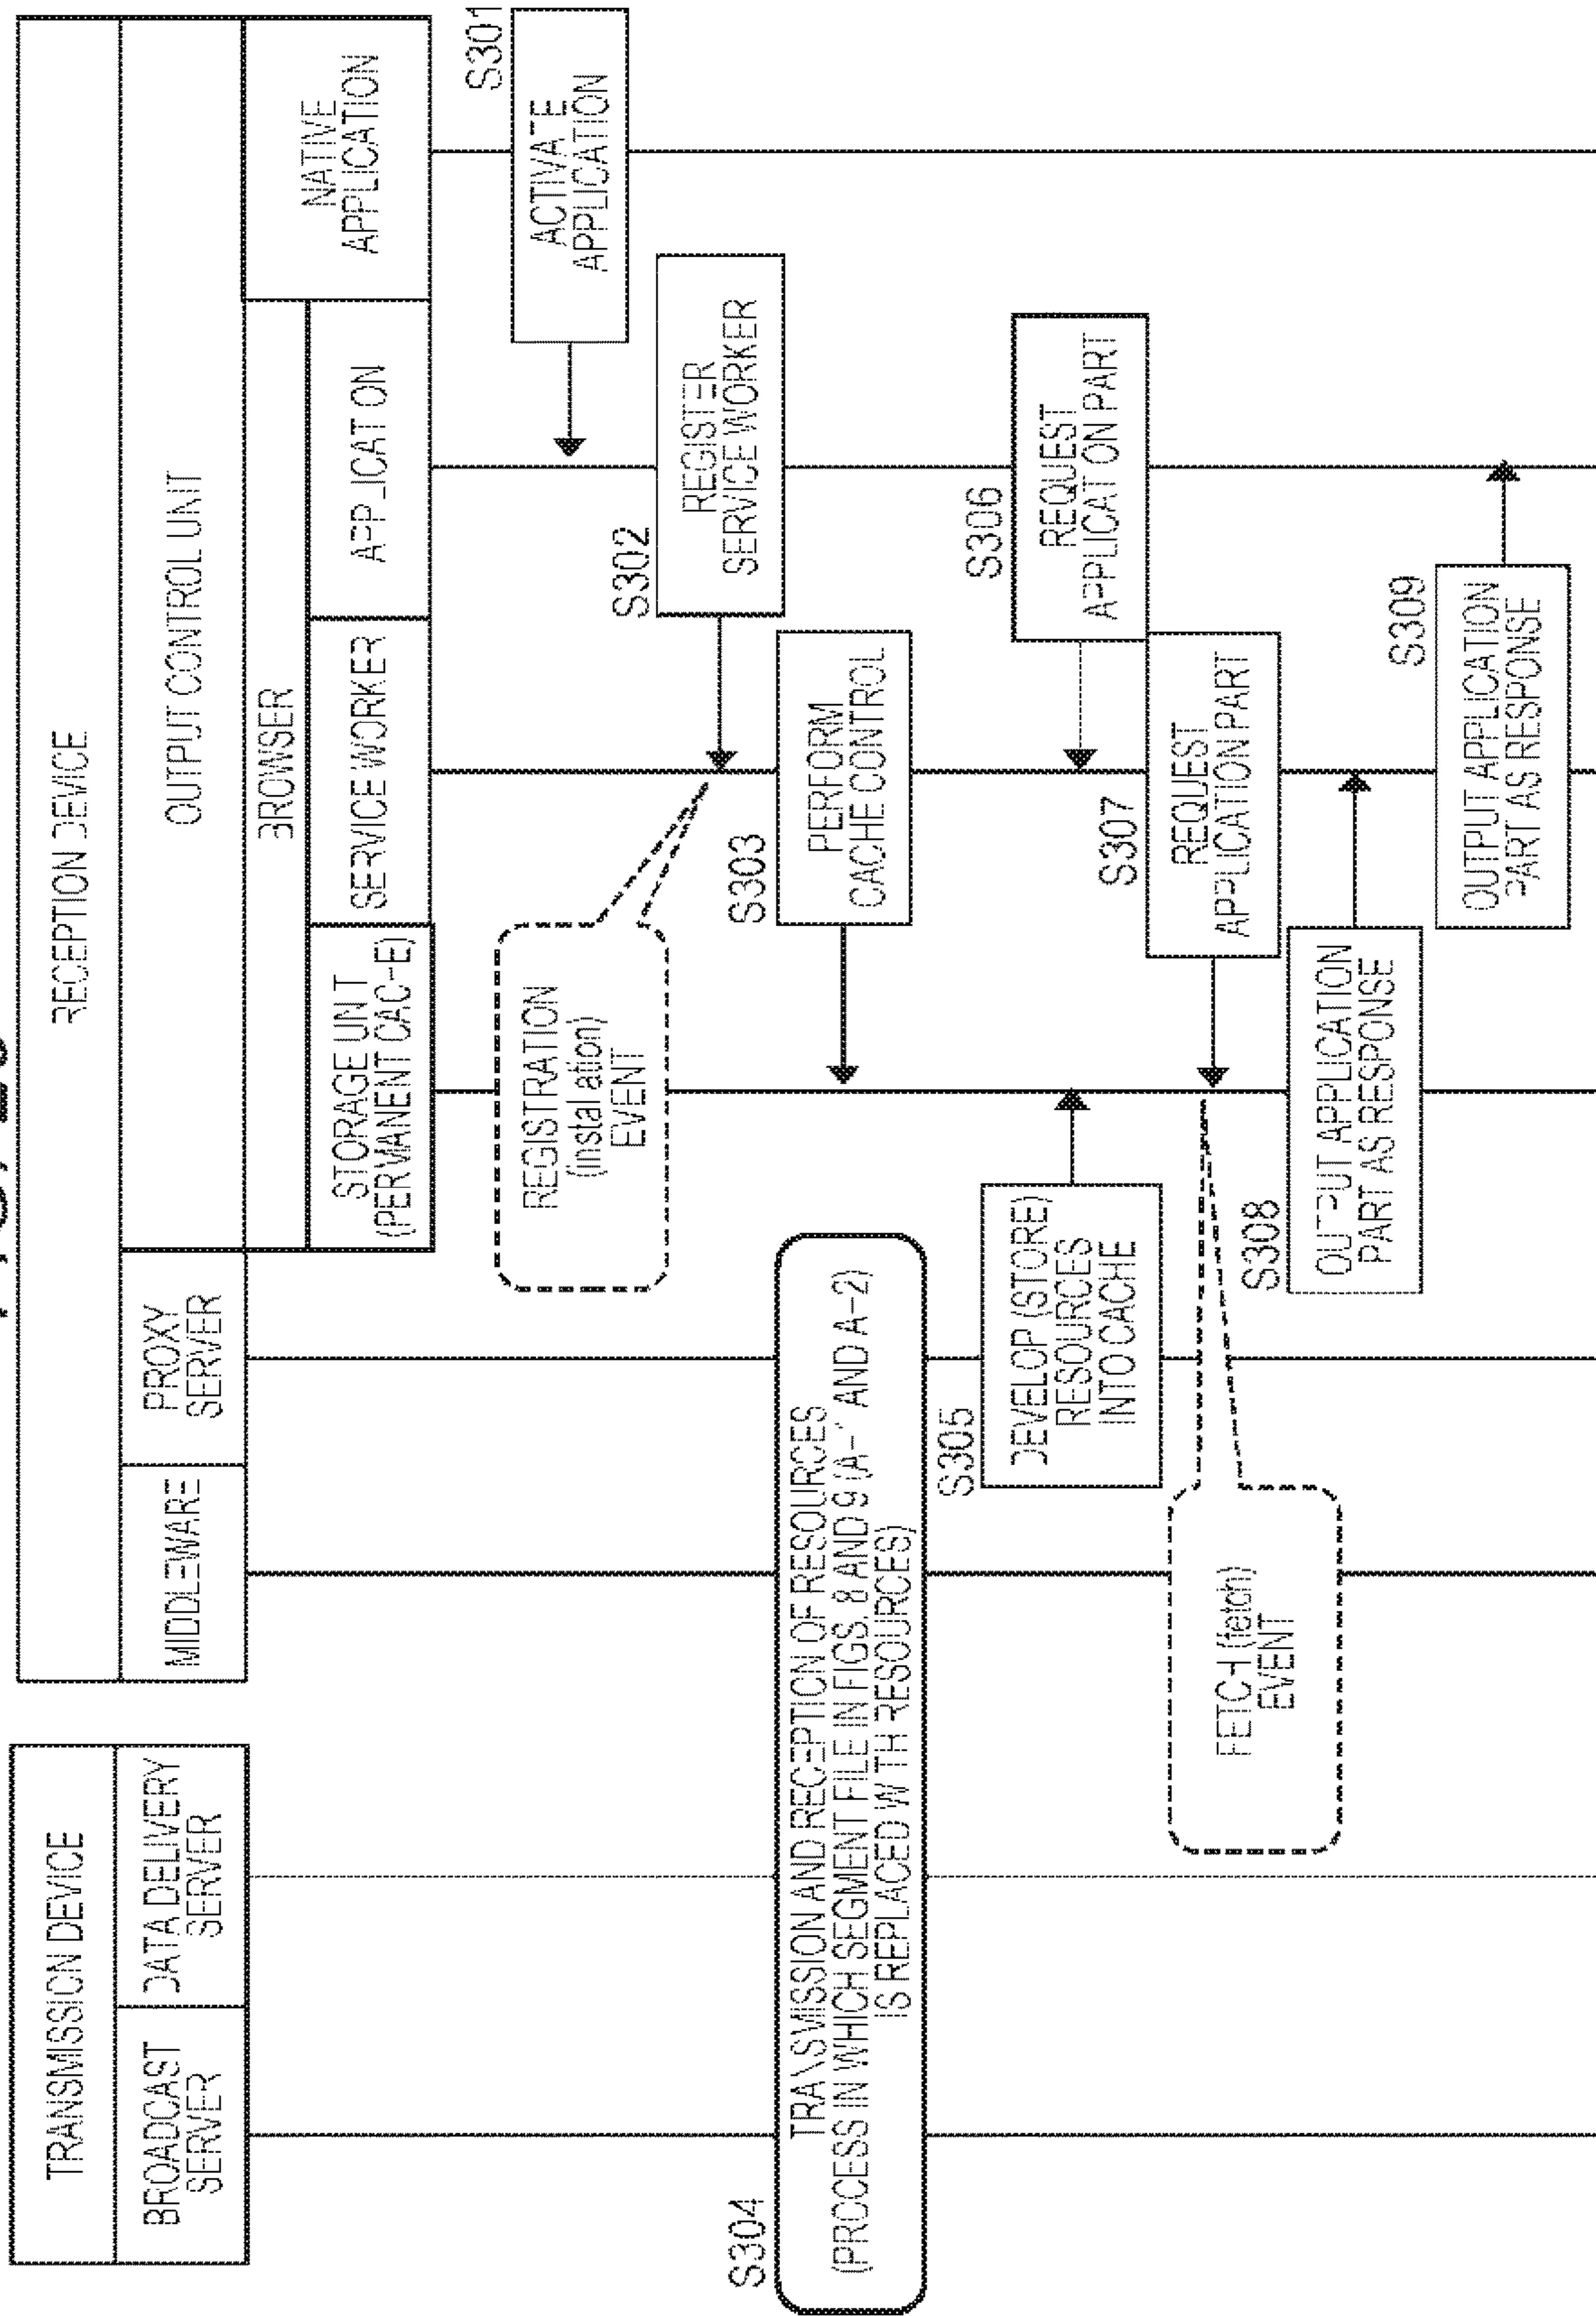 TRANSMISSION DEVICE
BROADCAST
SERVER
DATA DELIVERY
SERVER
RECEPTION DEVICE
MIDDLEWARE
PROXY
SERVER
OUTPUT CONTROL UNIT
BROWSER
STORAGE UNIT
(PERMANENT CACHE)
SERVICE WORKER
APPLICATION
NATIVE
APPLICATION
S301
ACTIVATE
APPLICATION
S302
REGISTER
SERVICE WORKER
REGISTRATION
(installation)
EVENT
S303
PERFORM
CACHE CONTROL
S304
TRANSMISSION AND RECEPTION OF RESOURCES
(PROCESS IN WHICH SEGMENT FILE IN FIGS. 8 AND 9 (A-1 AND A-2)
IS REPLACED WITH RESOURCES)
S305
DEVELOP (STORE)
RESOURCES
INTO CACHE
S306
REQUEST
APPLICATION PART
S307
REQUEST
APPLICATION PART
FETCH (fetch)
EVENT
S308
OUTPUT APPLICATION
PART AS RESPONSE
S309
OUTPUT APPLICATION
PART AS RESPONSE